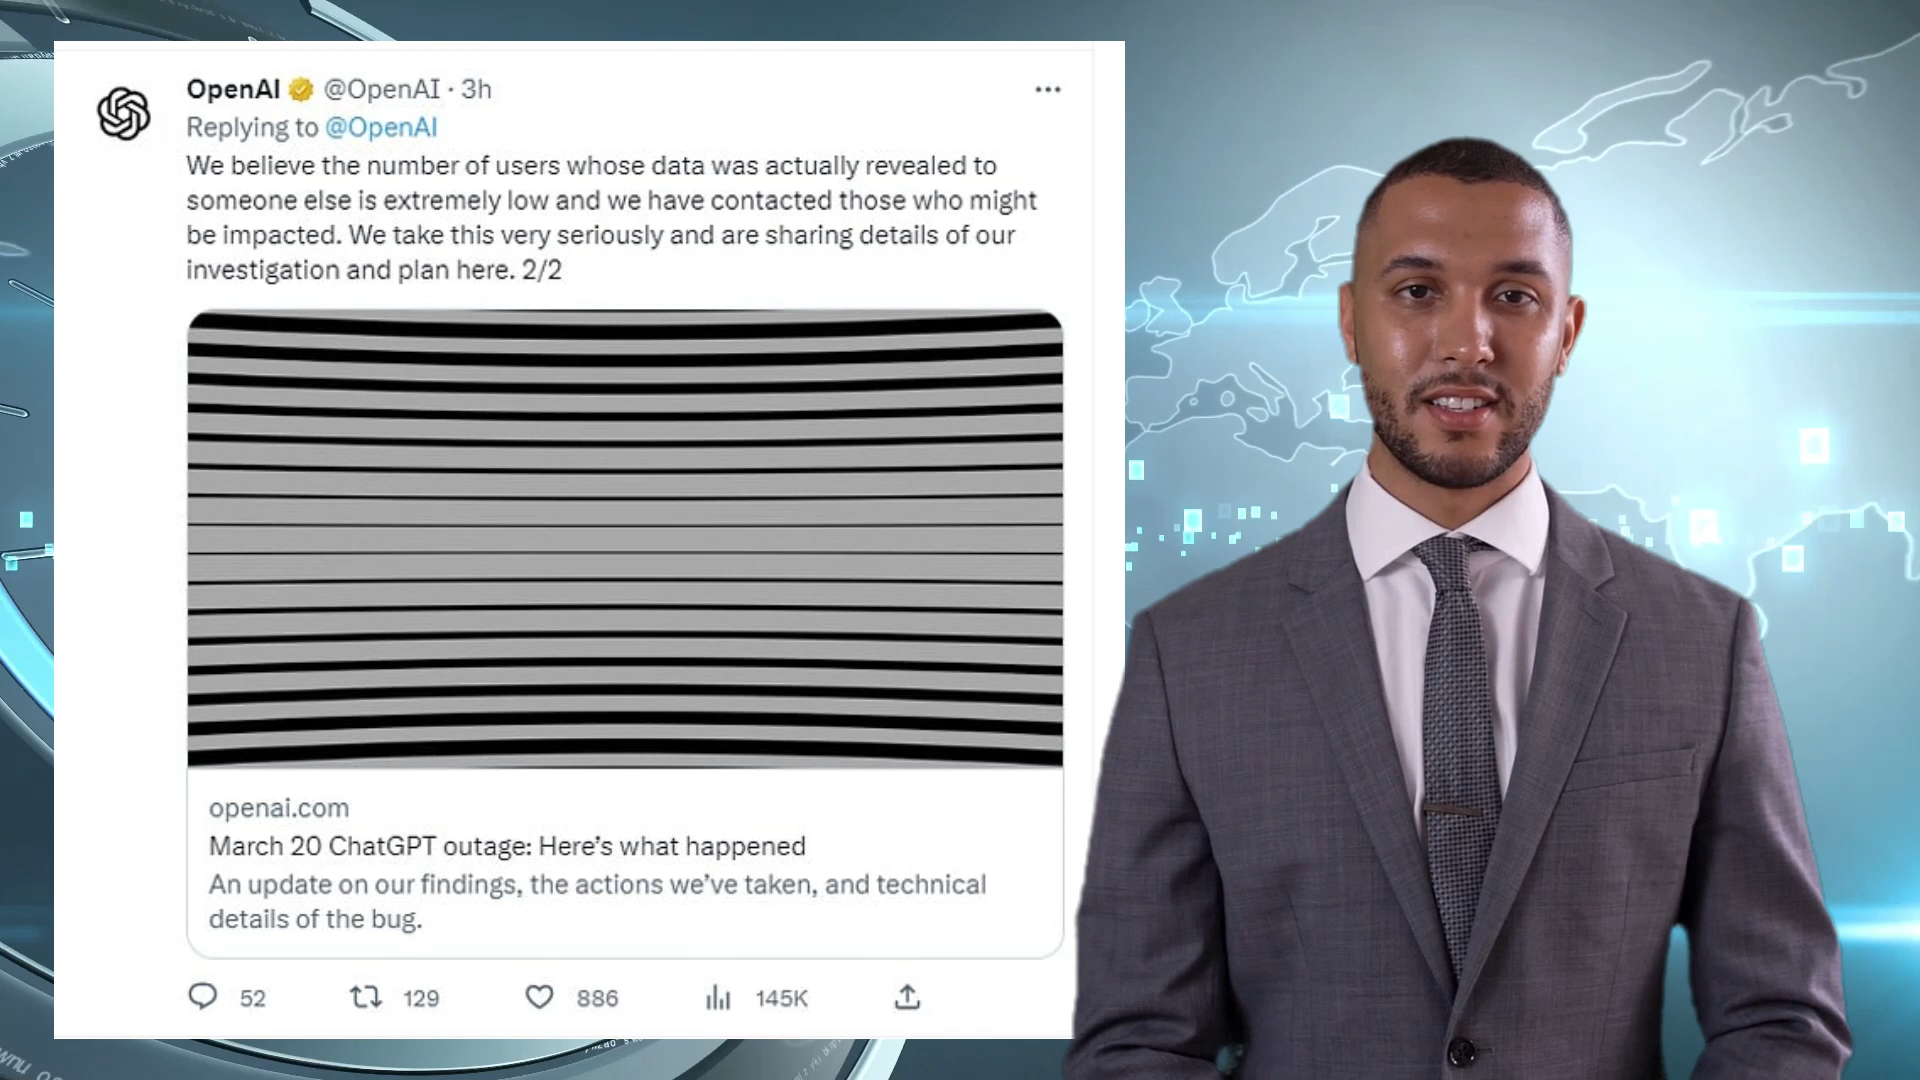 OpenAI @OpenAI · 3h
Replying to @OpenAI
We believe the number of users whose data was actually revealed to
someone else is extremely low and we have contacted those who might
be impacted. We take this very seriously and are sharing details of our
investigation and plan here. 2/2
openai.com
March 20 ChatGPT outage: Here’s what happened
An update on our findings, the actions we’ve taken, and technical
details of the bug.
52 129 886 145K